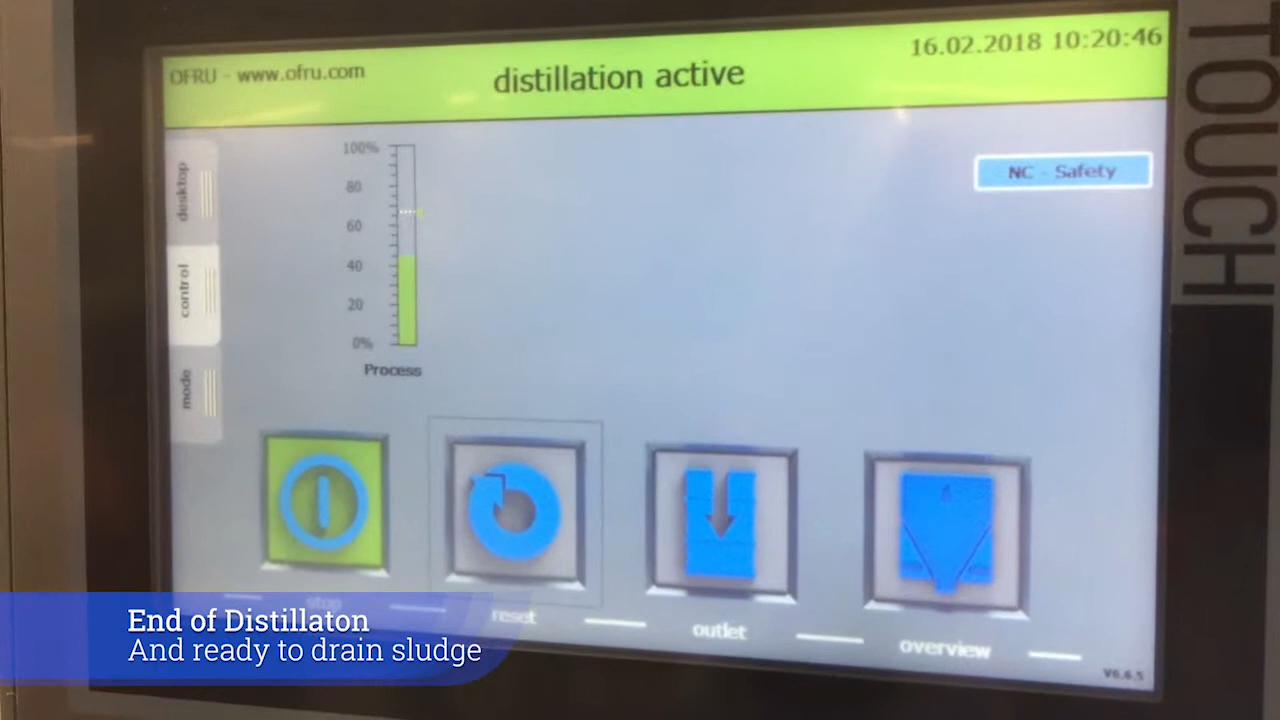 OFRU - www.ofru.com
distillation active
16.02.2018 10:20:46
TOUCH
NC - Safety
desktop
control
mode
100%
80
60
40
20
0%
Process
stop
reset
outlet
overview
V6.6.5
End of Distillaton
And ready to drain sludge